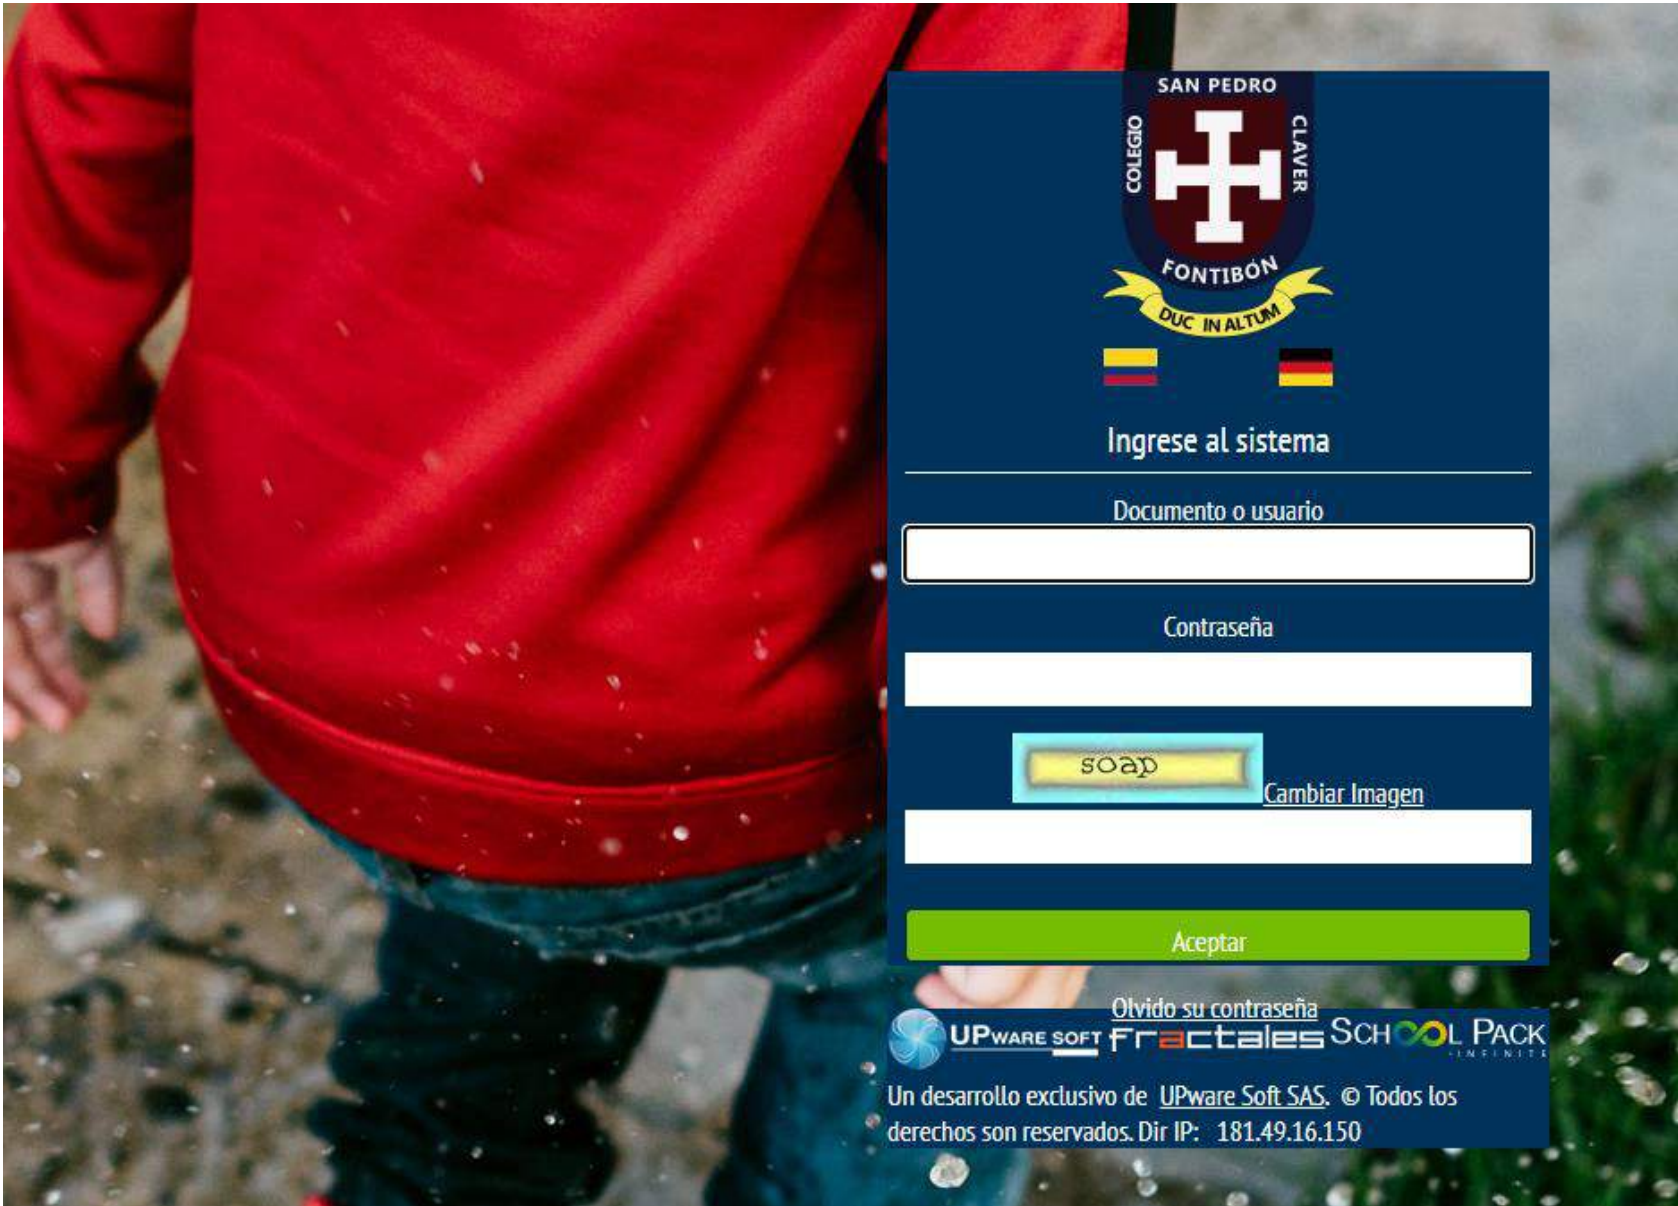 SAN PEDRO
COLEGIO
CLAVER
FONTIBÓN
DUC IN ALTUM
Ingrese al sistema
Documento o usuario
Contraseña
soap
Cambiar Imagen
Aceptar
Olvido su contraseña
UPWARE SOFT Fractales SCHOOL PACK
INFINITE
Un desarrollo exclusivo de UPware Soft SAS. © Todos los
derechos son reservados. Dir IP: 181.49.16.150